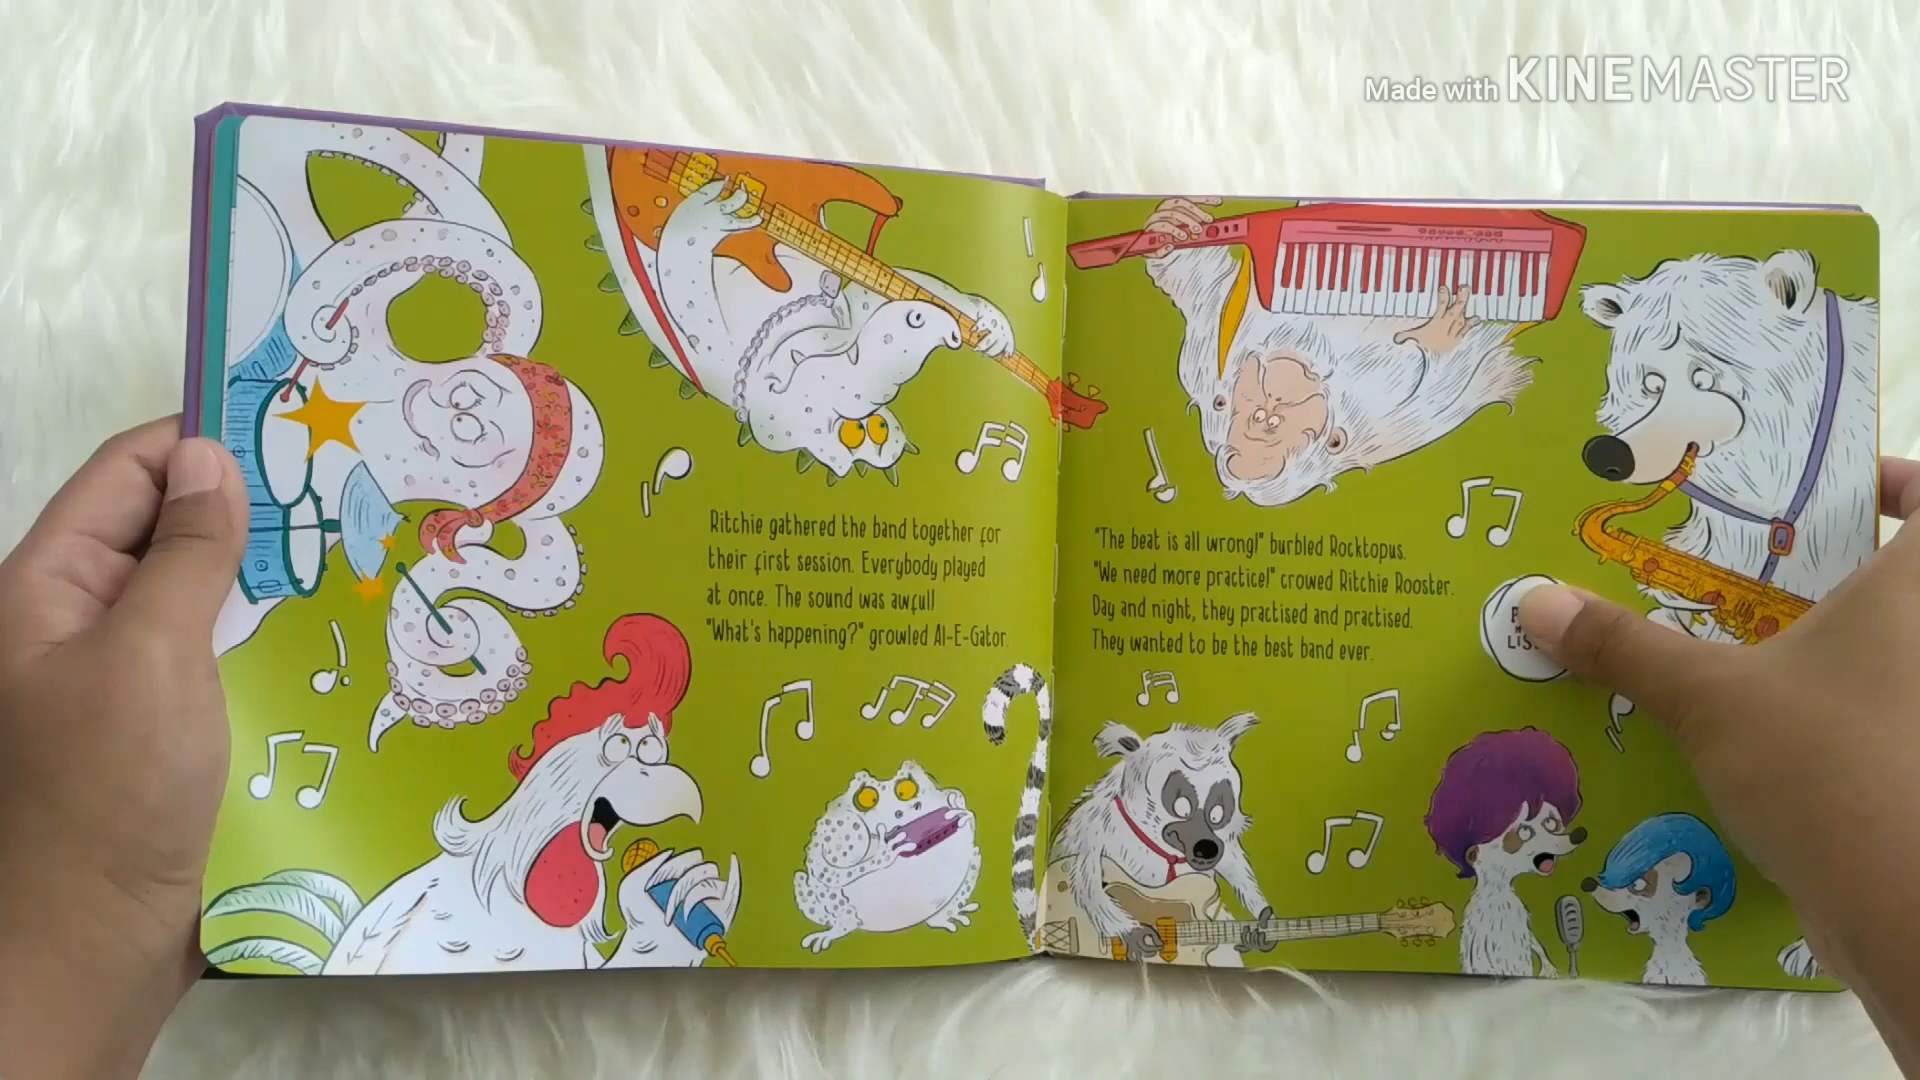 Made with KINEMASTER
Ritchie gathered the band together for
their first session. Everybody played
at once. The sound was awful!
"What's happening?" growled Al-E-Gator.
"The beat is all wrong!" burbled Rocktopus.
"We need more practice!" crowed Ritchie Rooster.
Day and night, they practised and practised.
They wanted to be the best band ever.